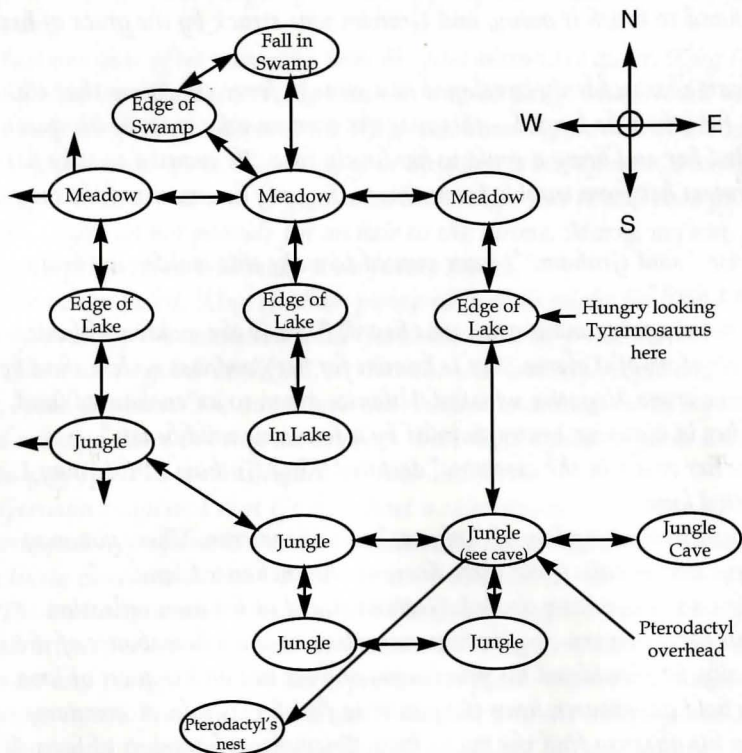 Fall in
Swamp
N
Edge of
Swamp
W
E
S
Meadow
Meadow
Meadow
Edge of
Lake
Edge of
Lake
Edge of
Lake
Hungry looking
Tyrannosaurus
here
Jungle
In Lake
Jungle
Jungle
(see cave)
Jungle
Cave
Jungle
Jungle
Pterodactyl
overhead
Pterodactyl's
nest